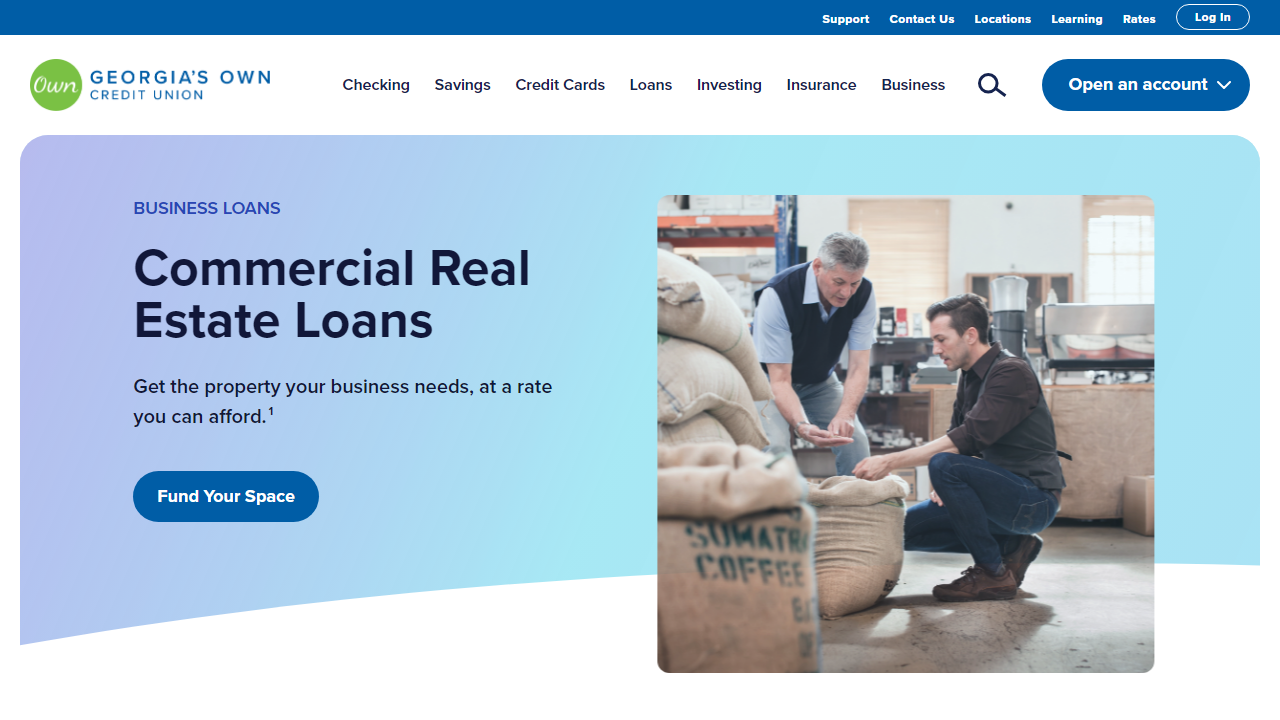 Support Contact Us Locations Learning Rates Log In
Own GEORGIA'S OWN
CREDIT UNION
Checking Savings Credit Cards Loans Investing Insurance Business Open an account
BUSINESS LOANS
Commercial Real
Estate Loans
Get the property your business needs, at a rate
you can afford.¹
Fund Your Space
SUMATRA
COFFEE